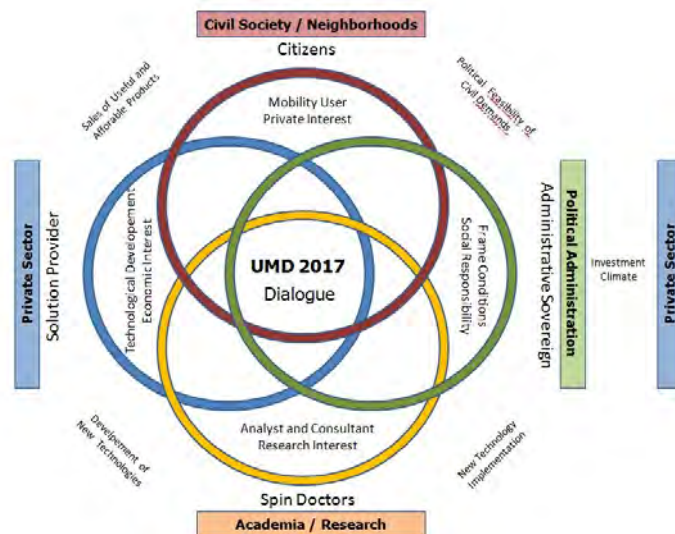 Civil Society / Neighborhoods
Citizens
Sales of Useful and
Afforable Products
Political Feasibility of
Civil Demands
Mobility User
Private Interest
Private Sector
Solution Provider
Technological Developement
Economic Interest
UMD 2017
Dialogue
Frame Conditions
Social Responsibility
Administrative Sovereign
Political Administration
Investment
Climate
Private Sector
Analyst and Consultant
Research Interest
Develpement of
New Technologies
New Technology
Implementation
Spin Doctors
Academia / Research